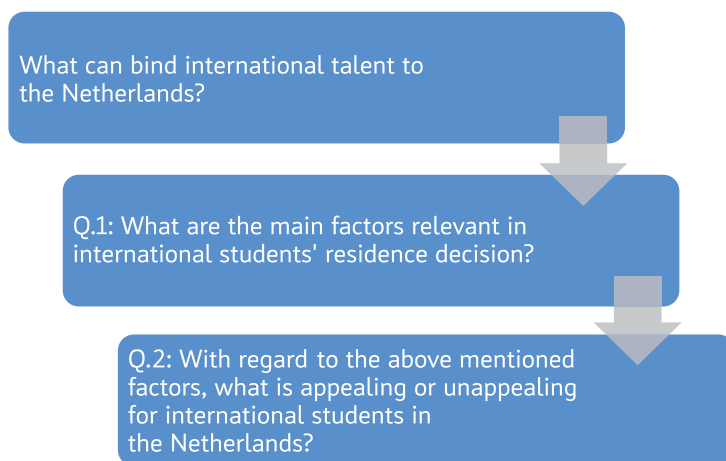 What can bind international talent to
the Netherlands?
Q.1: What are the main factors relevant in
international students' residence decision?
Q.2: With regard to the above mentioned
factors, what is appealing or unappealing
for international students in
the Netherlands?